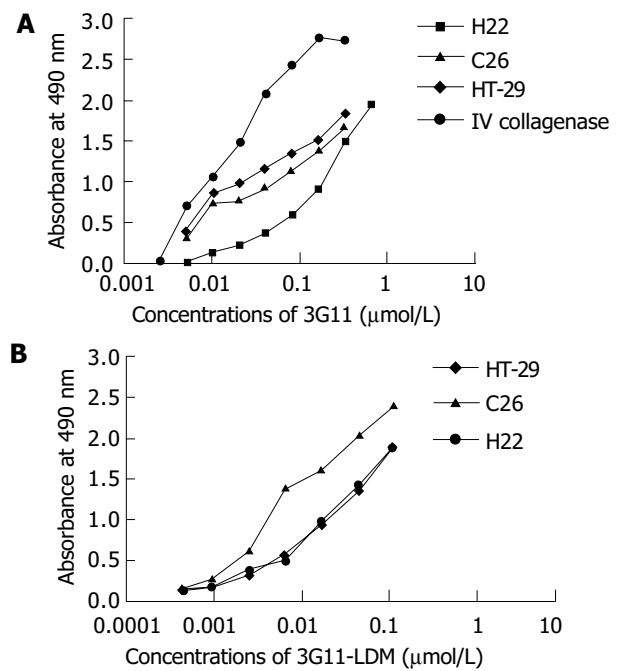 A
H22
C26
HT-29
IV collagenase
Absorbance at 490 nm
3.0
2.5
2.0
1.5
1.0
0.5
0.0
0.001 0.01 0.1 1 10
Concentrations of 3G11 (μmol/L)
B
HT-29
C26
H22
Absorbance at 490 nm
3.0
2.5
2.0
1.5
1.0
0.5
0.0
0.0001 0.001 0.01 0.1 1 10
Concentrations of 3G11-LDM (μmol/L)